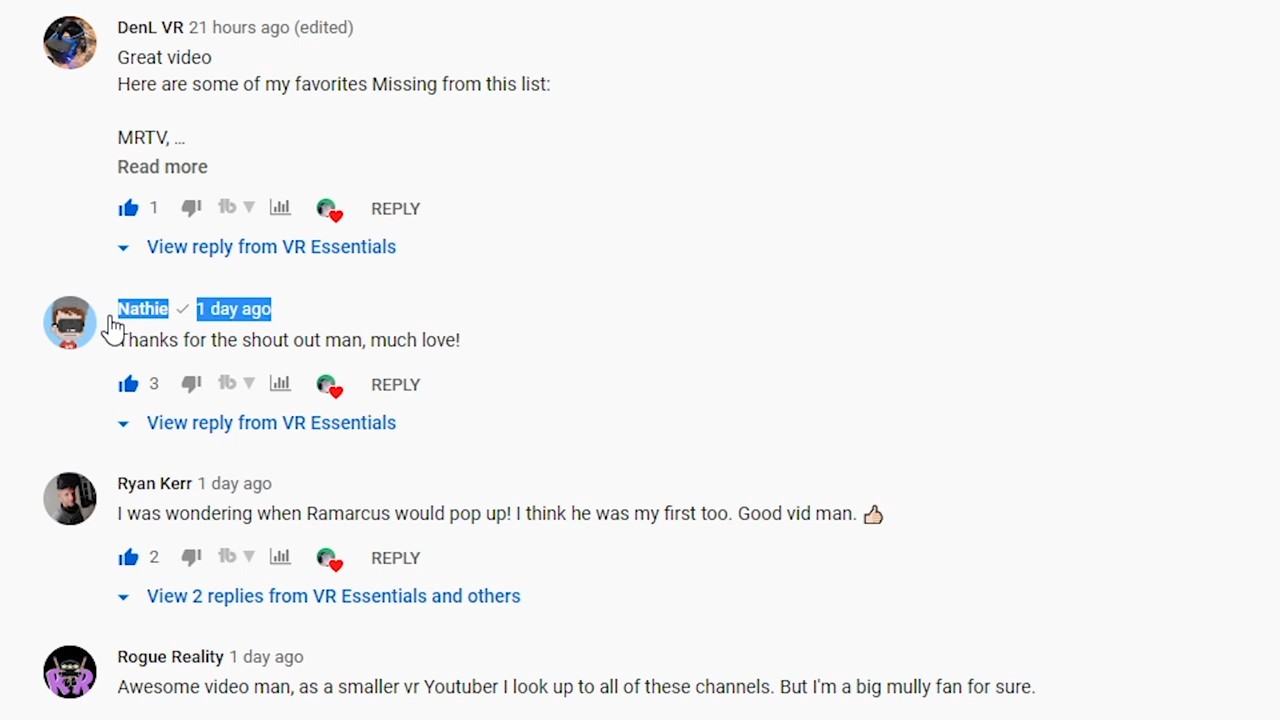 DenL VR 21 hours ago (edited)
Great video
Here are some of my favorites Missing from this list:
MRTV, ...
Read more
1 REPLY
View reply from VR Essentials
Nathie 1 day ago
Thanks for the shout out man, much love!
3 REPLY
View reply from VR Essentials
Ryan Kerr 1 day ago
I was wondering when Ramarcus would pop up! I think he was my first too. Good vid man. 👍🏻
2 REPLY
View 2 replies from VR Essentials and others
Rogue Reality 1 day ago
Awesome video man, as a smaller vr Youtuber I look up to all of these channels. But I'm a big mully fan for sure.